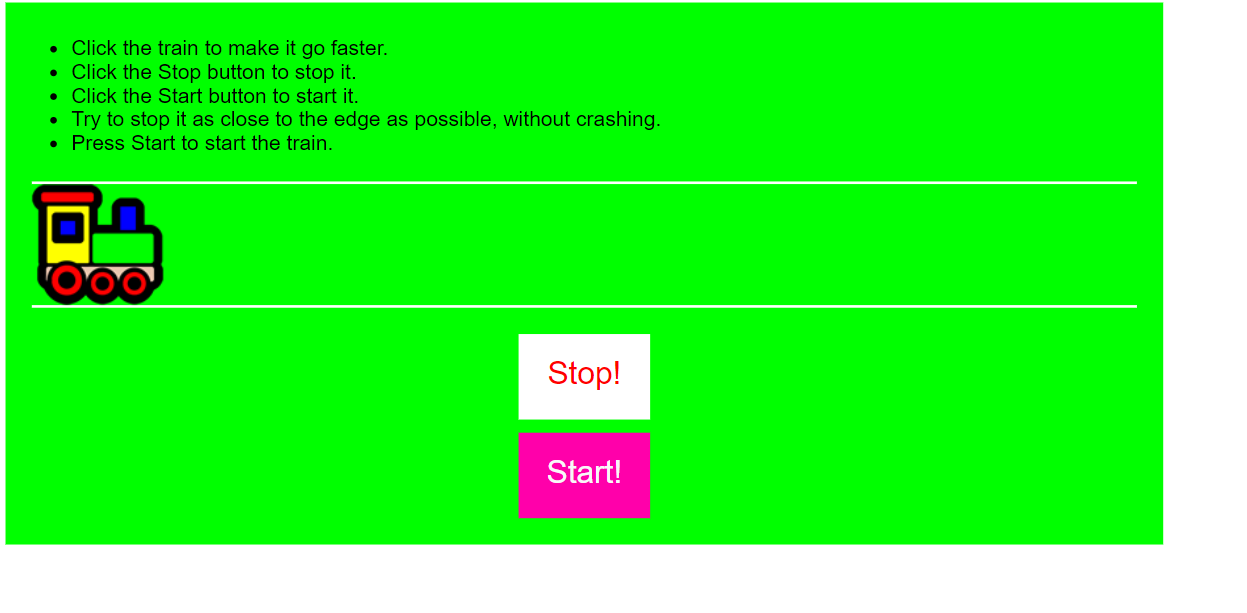 Click the train to make it go faster.
Click the Stop button to stop it.
Click the Start button to start it.
Try to stop it as close to the edge as possible, without crashing.
Press Start to start the train.
Stop!
Start!